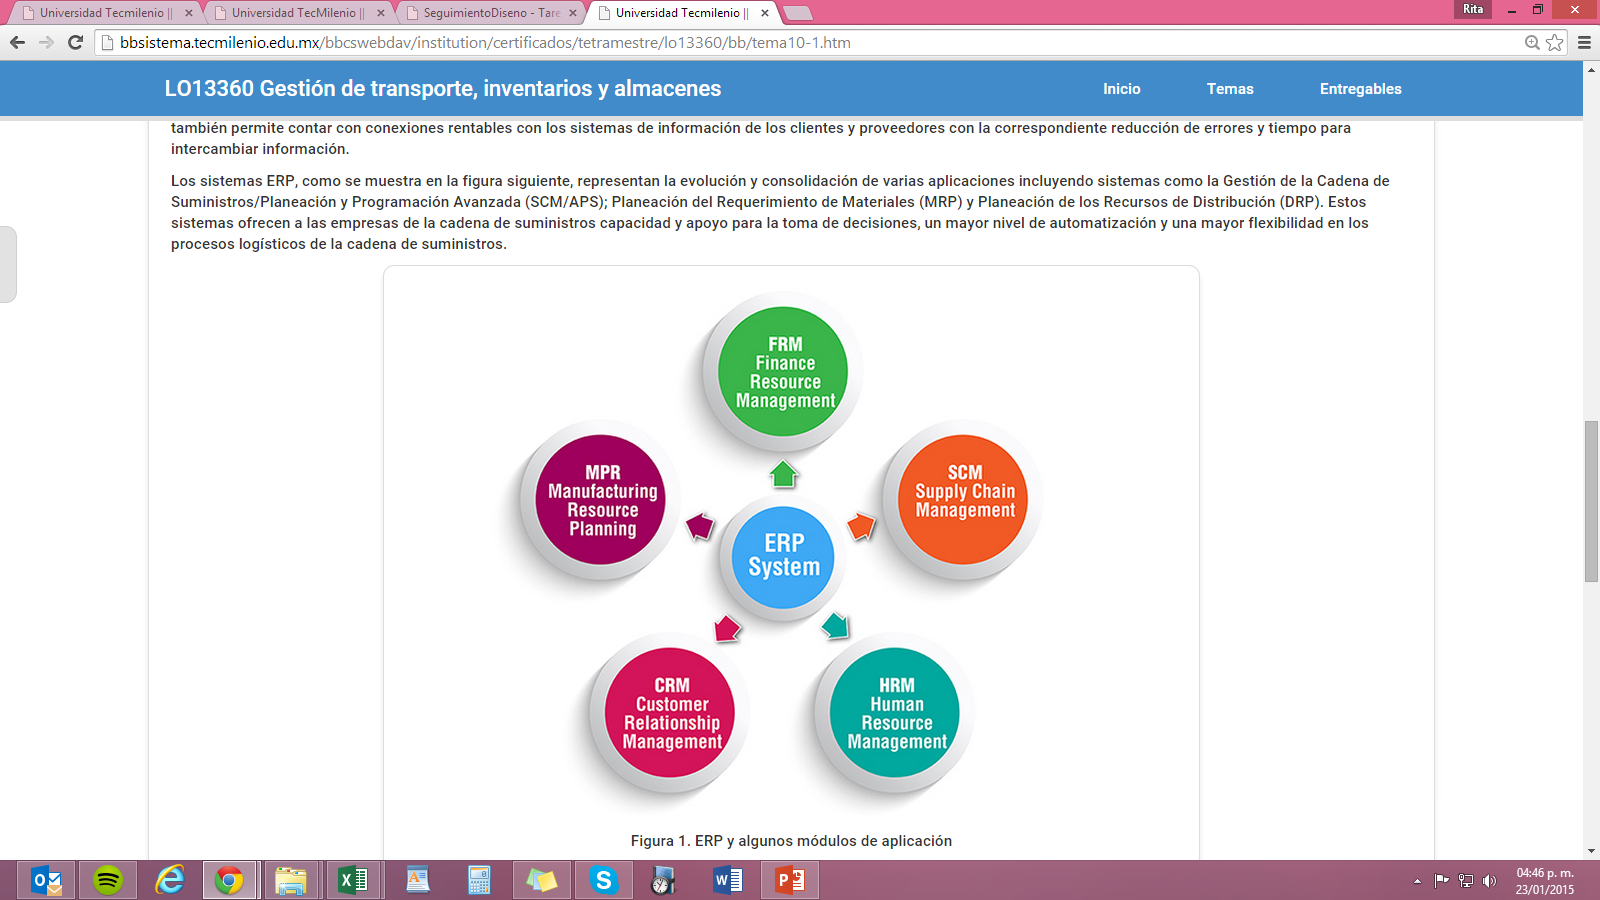 Universidad Tecmilenio ||
Universidad TecMilenio ||
SeguimientoDiseno - Tare
Universidad Tecmilenio ||
Rita
bbsistema.tecmilenio.edu.mx/bbcswebdav/institution/certificados/tetramestre/lo13360/bb/tema10-1.htm
LO13360 Gestión de transporte, inventarios y almacenes
Inicio
Temas
Entregables
también permite contar con conexiones rentables con los sistemas de información de los clientes y proveedores con la correspondiente reducción de errores y tiempo para
intercambiar información.
Los sistemas ERP, como se muestra en la figura siguiente, representan la evolución y consolidación de varias aplicaciones incluyendo sistemas como la Gestión de la Cadena de
Suministros/Planeación y Programación Avanzada (SCM/APS); Planeación del Requerimiento de Materiales (MRP) y Planeación de los Recursos de Distribución (DRP). Estos
sistemas ofrecen a las empresas de la cadena de suministros capacidad y apoyo para la toma de decisiones, un mayor nivel de automatización y una mayor flexibilidad en los
procesos logísticos de la cadena de suministros.
FRM
Finance
Resource
Management
MPR
Manufacturing
Resource
Planning
SCM
Supply Chain
Management
ERP
System
CRM
Customer
Relationship
Management
HRM
Human
Resource
Management
Figura 1. ERP y algunos módulos de aplicación
04:46 p. m.
23/01/2015